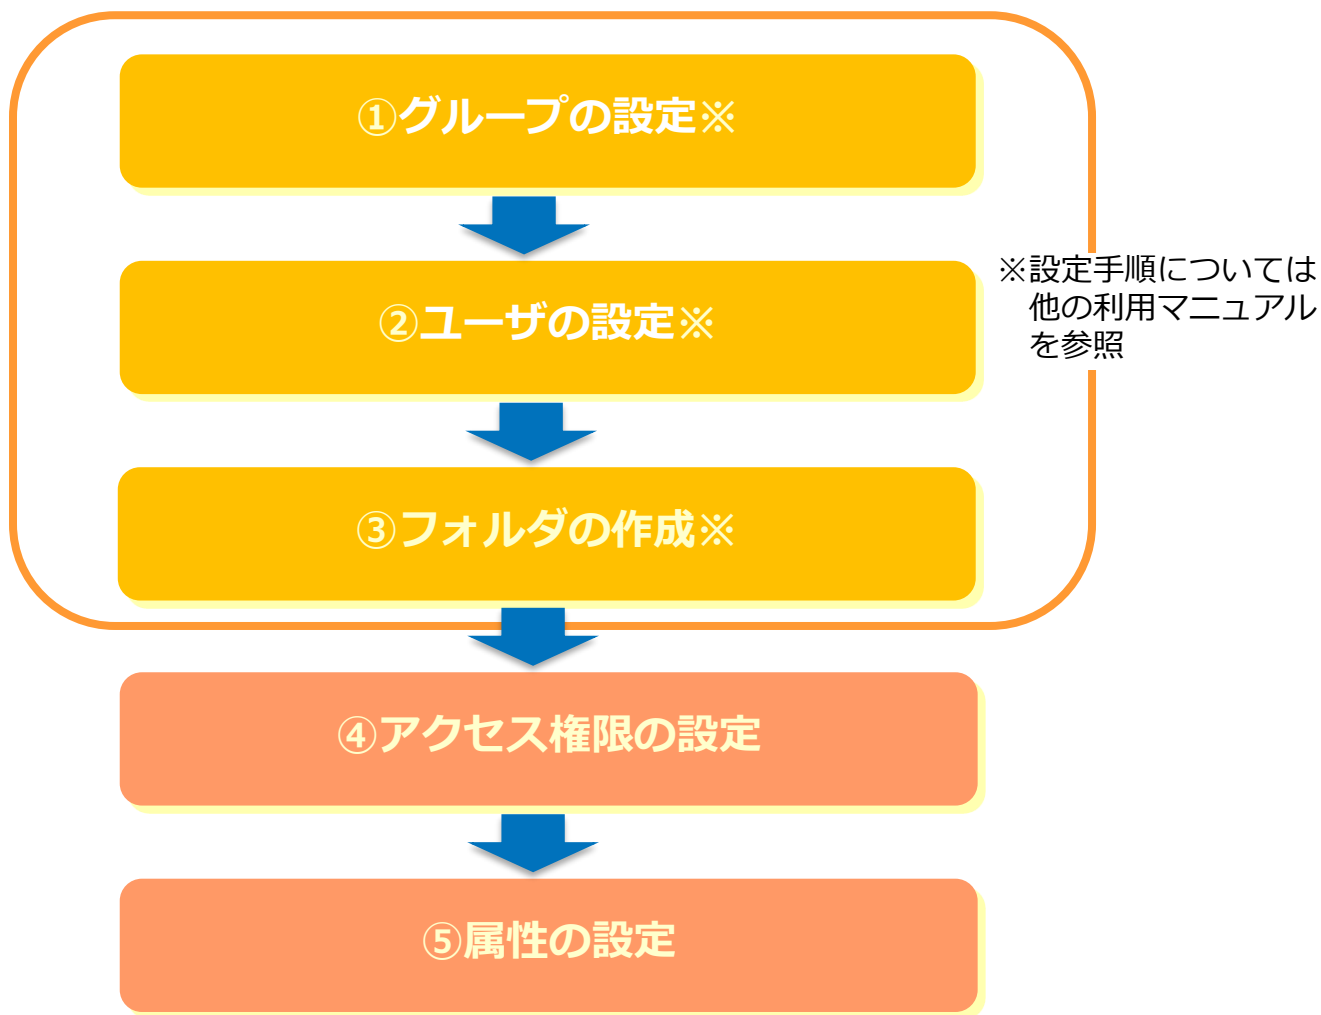 ①グループの設定※
②ユーザの設定※
※設定手順については
他の利用マニュアル
を参照
③フォルダの作成※
④アクセス権限の設定
⑤属性の設定